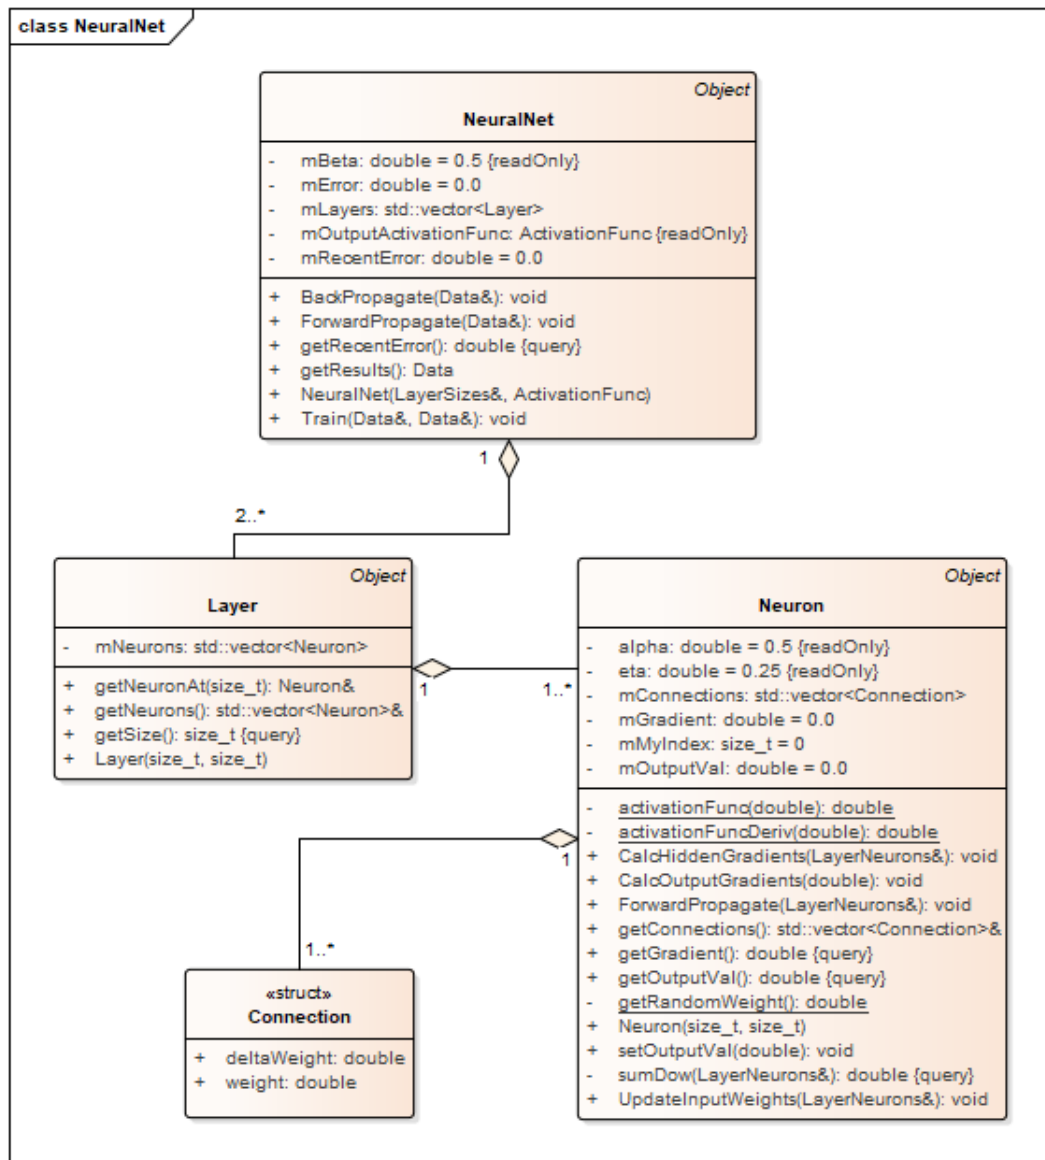 class NeuralNet
Object
NeuralNet
- mBeta: double = 0.5 {readOnly}
- mError: double = 0.0
- mLayers: std::vector<Layer>
- mOutputActivationFunc: ActivationFunc {readOnly}
- mRecentError: double = 0.0
+ BackPropagate(Data&): void
+ ForwardPropagate(Data&): void
+ getRecentError(): double {query}
+ getResults(): Data
+ NeuralNet(LayerSizes&, ActivationFunc)
+ Train(Data&, Data&): void
1
2..*
Object
Layer
- mNeurons: std::vector<Neuron>
+ getNeuronAt(size_t): Neuron&
+ getNeurons(): std::vector<Neuron>&
+ getSize(): size_t {query}
+ Layer(size_t, size_t)
1
1..*
Object
Neuron
- alpha: double = 0.5 {readOnly}
- eta: double = 0.25 {readOnly}
- mConnections: std::vector<Connection>
- mGradient: double = 0.0
- mMyIndex: size_t = 0
- mOutputVal: double = 0.0
- activationFunc(double): double
- activationFuncDeriv(double): double
+ CalcHiddenGradients(LayerNeurons&): void
+ CalcOutputGradients(double): void
+ ForwardPropagate(LayerNeurons&): void
+ getConnections(): std::vector<Connection>&
+ getGradient(): double {query}
+ getOutputVal(): double {query}
- getRandomWeight(): double
+ Neuron(size_t, size_t)
+ setOutputVal(double): void
- sumDow(LayerNeurons&): double {query}
+ UpdateInputWeights(LayerNeurons&): void
1
1..*
«struct»
Connection
+ deltaWeight: double
+ weight: double